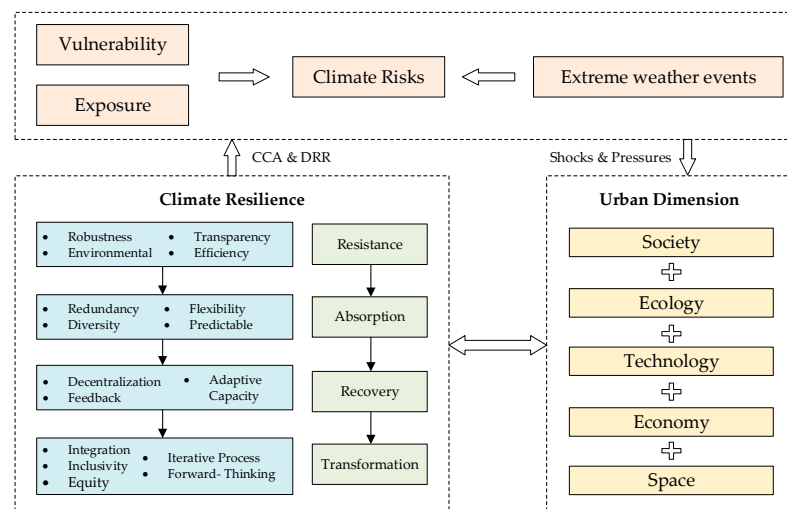 Vulnerability
Exposure
Climate Risks
Extreme weather events
CCA & DRR
Shocks & Pressures
Climate Resilience
• Robustness
• Environmental
• Transparency
• Efficiency
• Redundancy
• Diversity
• Flexibility
• Predictable
• Decentralization
• Feedback
• Adaptive
Capacity
• Integration
• Inclusivity
• Equity
• Iterative Process
• Forward- Thinking
Resistance
Absorption
Recovery
Transformation
Urban Dimension
Society
Ecology
Technology
Economy
Space